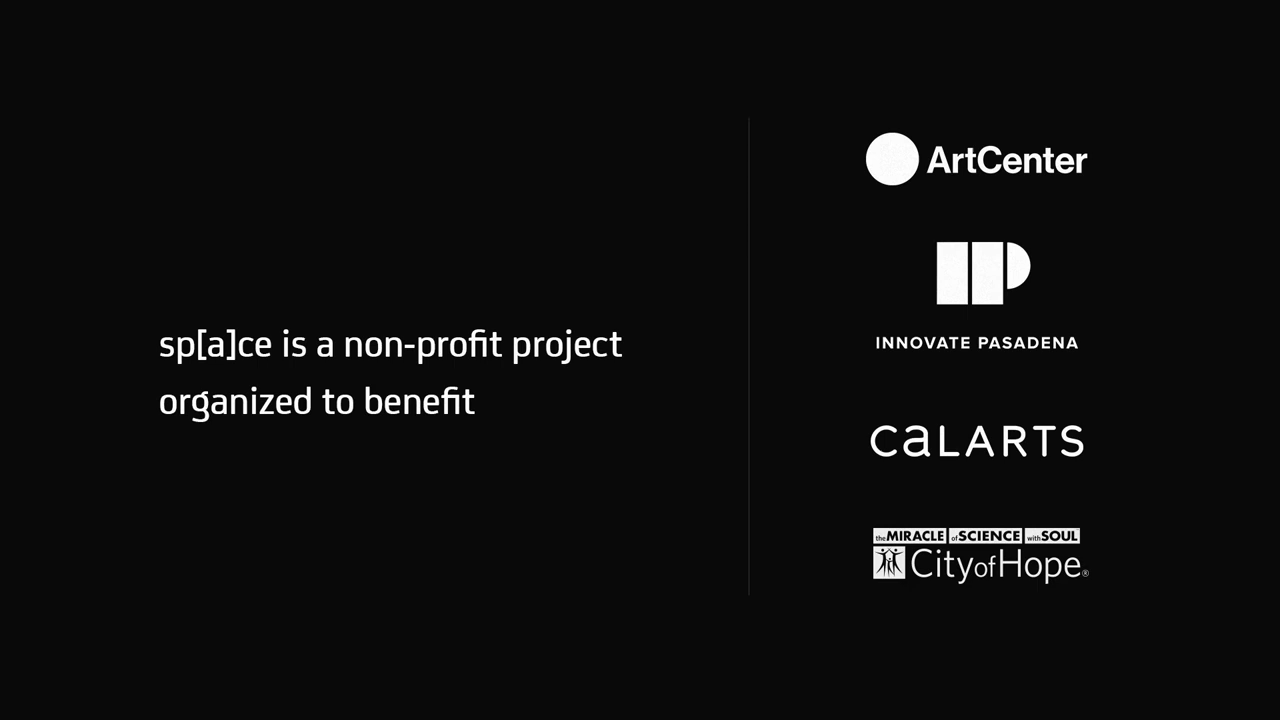 sp[a]ce is a non-profit project
organized to benefit
ArtCenter
IP
INNOVATE PASADENA
CaLARTS
the MIRACLE of SCIENCE with SOUL
City of Hope®